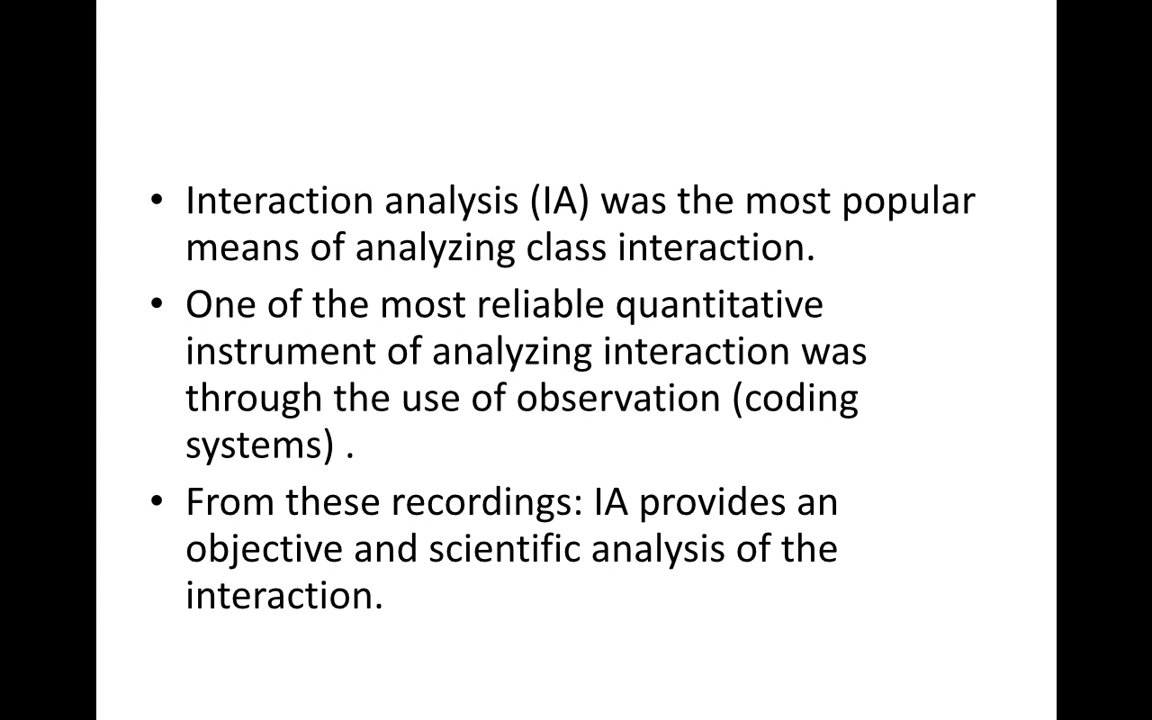 • Interaction analysis (IA) was the most popular
means of analyzing class interaction.
• One of the most reliable quantitative
instrument of analyzing interaction was
through the use of observation (coding
systems) .
• From these recordings: IA provides an
objective and scientific analysis of the
interaction.